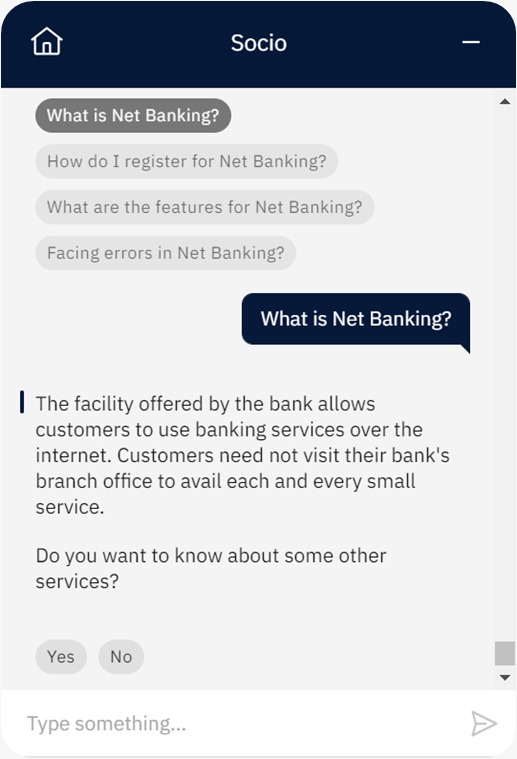 Socio
What is Net Banking?
How do I register for Net Banking?
What are the features for Net Banking?
Facing errors in Net Banking?
What is Net Banking?
The facility offered by the bank allows
customers to use banking services over the
internet. Customers need not visit their bank's
branch office to avail each and every small
service.
Do you want to know about some other
services?
Yes No
Type something...